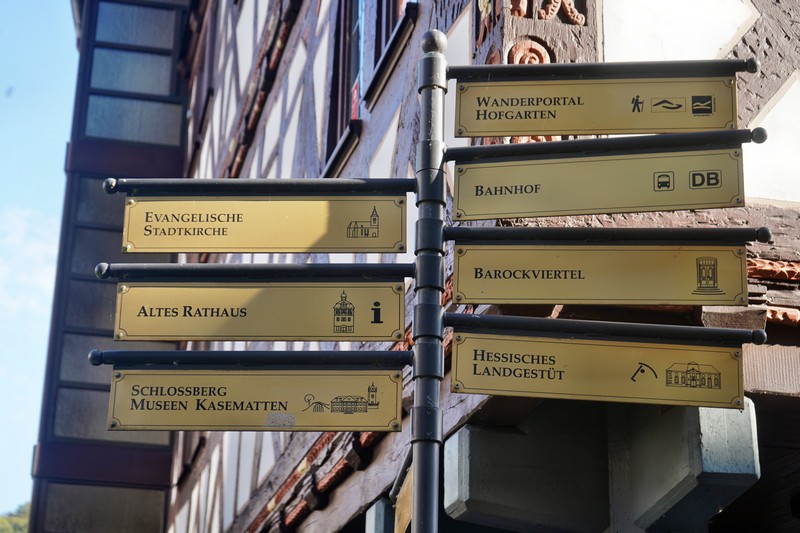 Wanderportal
Hofgarten
Bahnhof
DB
Evangelische
Stadtkirche
Barockviertel
Altes Rathaus
i
Hessisches
Landgestüt
Schlossberg
Museen Kasematten